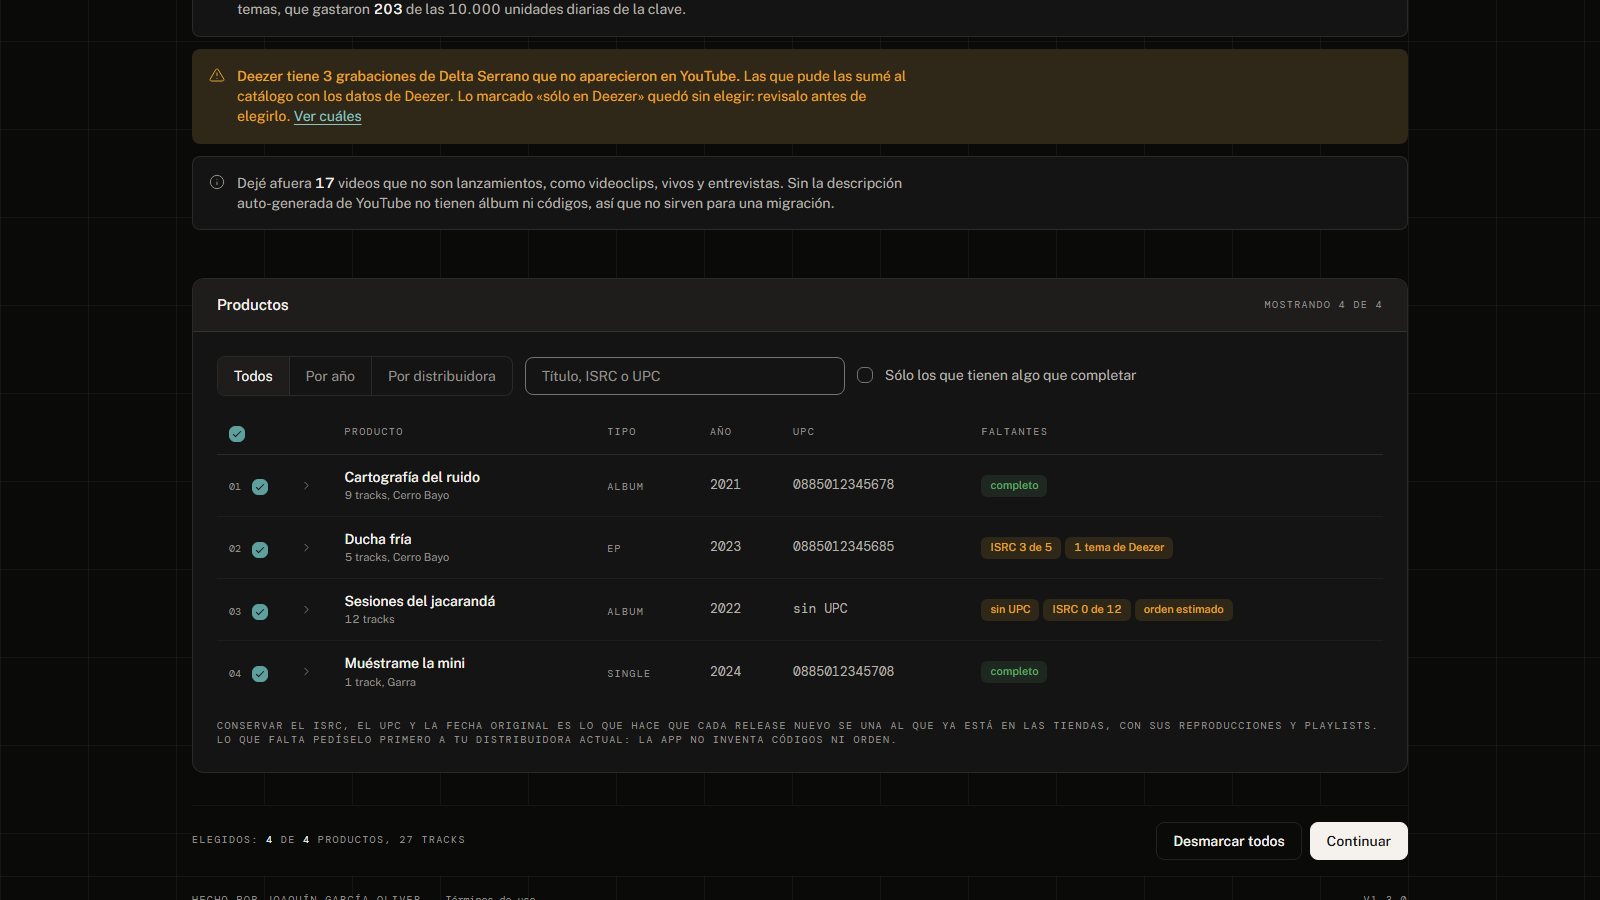 temas, que gastaron 203 de las 10.000 unidades diarias de la clave.
Deezer tiene 3 grabaciones de Delta Serrano que no aparecieron en YouTube. Las que pude las sumé al
catálogo con los datos de Deezer. Lo marcado «sólo en Deezer» quedó sin elegir: revisalo antes de
elegirlo. Ver cuáles
Dejé afuera 17 videos que no son lanzamientos, como videoclips, vivos y entrevistas. Sin la descripción
auto-generada de YouTube no tienen álbum ni códigos, así que no sirven para una migración.
Productos
MOSTRANDO 4 DE 4
Todos
Por año
Por distribuidora
Título, ISRC o UPC
Sólo los que tienen algo que completar
PRODUCTO
TIPO
AÑO
UPC
FALTANTES
01
Cartografía del ruido
9 tracks, Cerro Bayo
ALBUM
2021
0885012345678
completo
02
Ducha fría
5 tracks, Cerro Bayo
EP
2023
0885012345685
ISRC 3 de 5
1 tema de Deezer
03
Sesiones del jacarandá
12 tracks
ALBUM
2022
sin UPC
sin UPC
ISRC 0 de 12
orden estimado
04
Muéstrame la mini
1 track, Garra
SINGLE
2024
0885012345708
completo
CONSERVAR EL ISRC, EL UPC Y LA FECHA ORIGINAL ES LO QUE HACE QUE CADA RELEASE NUEVO SE UNA AL QUE YA ESTÁ EN LAS TIENDAS, CON SUS REPRODUCCIONES Y PLAYLISTS.
LO QUE FALTA PEDÍSELO PRIMERO A TU DISTRIBUIDORA ACTUAL: LA APP NO INVENTA CÓDIGOS NI ORDEN.
ELEGIDOS: 4 DE 4 PRODUCTOS, 27 TRACKS
Desmarcar todos
Continuar
HECHO POR JOAQUÍN GARCÍA OLIVER
Términos de uso
V1.3.0